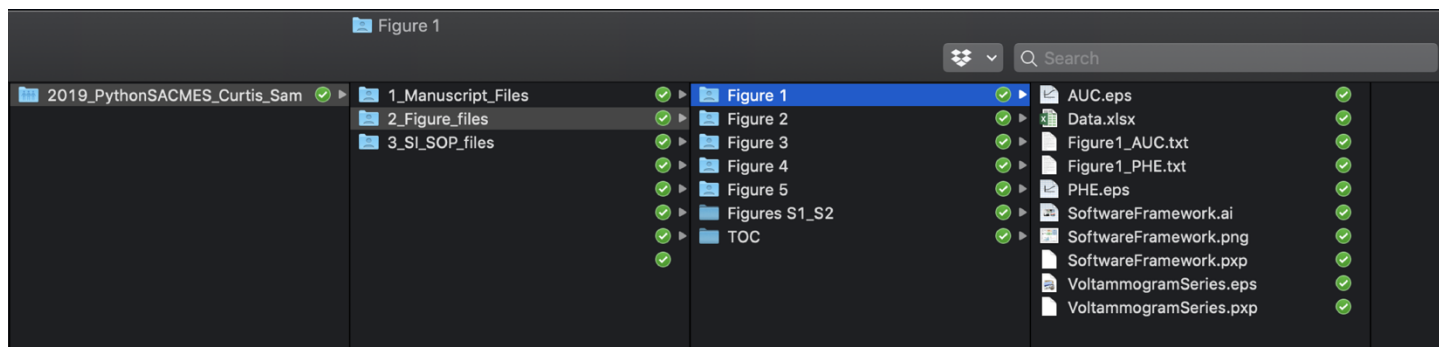 Figure 1
Search
2019_PythonSACMES_Curtis_Sam
1_Manuscript_Files
2_Figure_files
3_SI_SOP_files
Figure 1
Figure 2
Figure 3
Figure 4
Figure 5
Figures S1_S2
TOC
AUC.eps
Data.xlsx
Figure1_AUC.txt
Figure1_PHE.txt
PHE.eps
SoftwareFramework.ai
SoftwareFramework.png
SoftwareFramework.pxp
VoltammogramSeries.eps
VoltammogramSeries.pxp